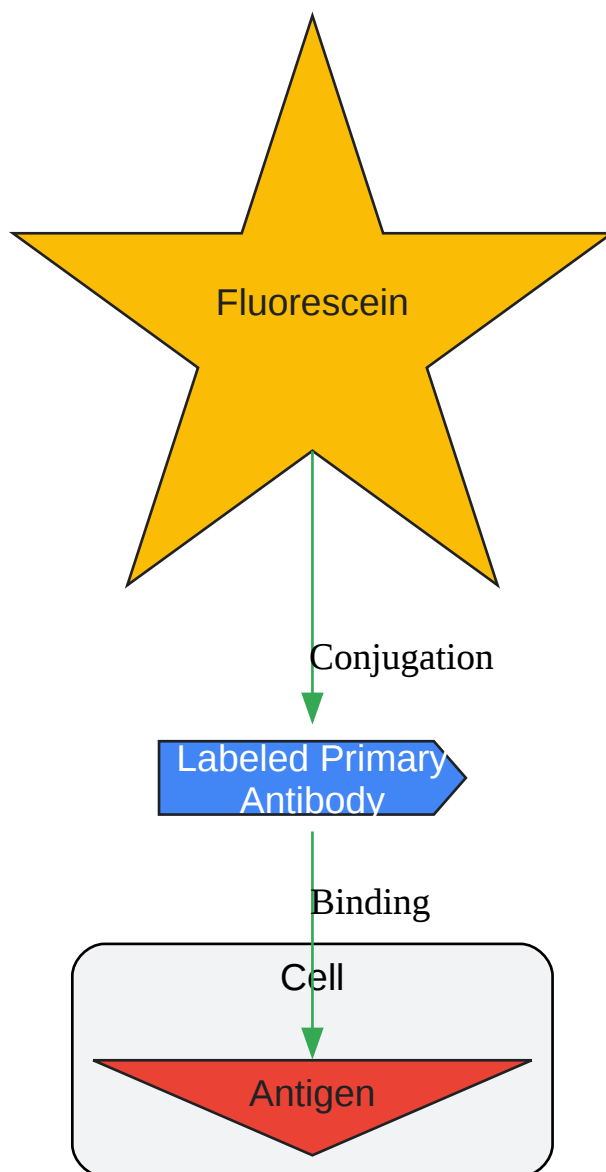 Fluorescein
Conjugation
Labeled Primary
Antibody
Binding
Cell
Antigen